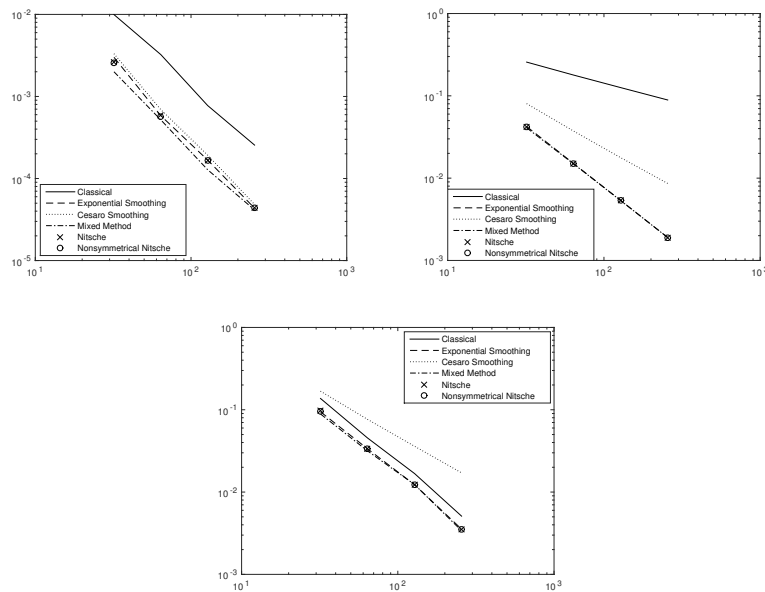 10^-2
10^-3
10^-4
10^-5
10^1
10^2
10^3
Classical
Exponential Smoothing
Cesaro Smoothing
Mixed Method
Nitsche
Nonsymmetrical Nitsche
10^0
10^-1
10^-2
10^-3
10^1
10^2
10^3
Classical
Exponential Smoothing
Cesaro Smoothing
Mixed Method
Nitsche
Nonsymmetrical Nitsche
10^0
10^-1
10^-2
10^-3
10^1
10^2
10^3
Classical
Exponential Smoothing
Cesaro Smoothing
Mixed Method
Nitsche
Nonsymmetrical Nitsche